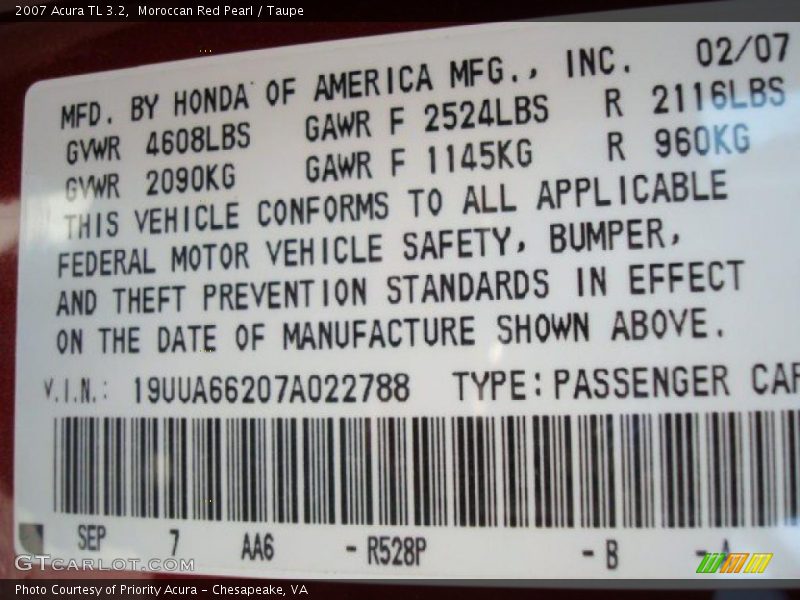 2007 Acura TL 3.2, Moroccan Red Pearl / Taupe
MFD. BY HONDA OF AMERICA MFG., INC. 02/07
GVWR 4608LBS GAWR F 2524LBS R 2116LBS
GVWR 2090KG GAWR F 1145KG R 960KG
THIS VEHICLE CONFORMS TO ALL APPLICABLE
FEDERAL MOTOR VEHICLE SAFETY, BUMPER,
AND THEFT PREVENTION STANDARDS IN EFFECT
ON THE DATE OF MANUFACTURE SHOWN ABOVE.
V.I.N.: 19UUA66207A022788 TYPE: PASSENGER CAR
SEP 7 AA6 - R528P - B - A
GTCARLOT.COM
Photo Courtesy of Priority Acura - Chesapeake, VA